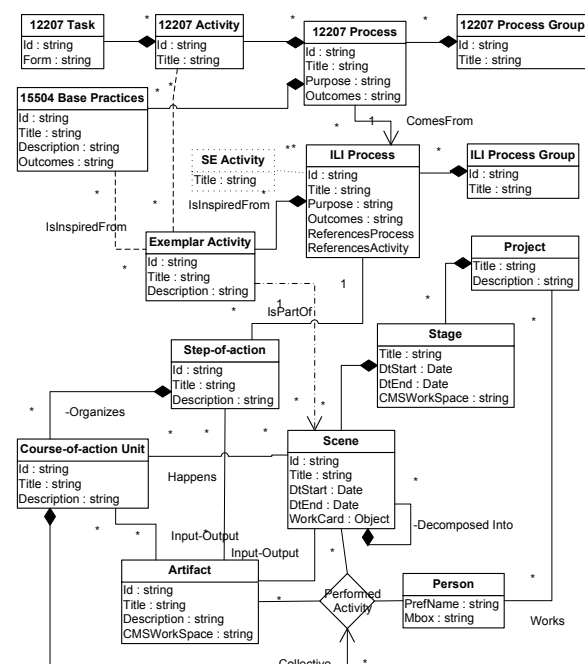 12207 Task
Id : string
Form : string
*
*
12207 Activity
Id : string
Title : string
*
12207 Process
Id : string
Title : string
Purpose : string
Outcomes : string
*
12207 Process Group
Id : string
Title : string
15504 Base Practices
Id : string
Title : string
Description : string
Outcomes : string
*
*
*
*
1
ComesFrom
SE Activity
Title : string
**
ILI Process
Id : string
Title : string
Purpose : string
Outcomes : string
ReferencesProcess
ReferencesActivity
*
ILI Process Group
Id : string
Title : string
*
*
*
IsInspiredFrom
IsInspiredFrom
*
Exemplar Activity
Id : string
Title : string
Description : string
Project
Title : string
Description : string
*
1
1
IsPartOf
*
*
Stage
Title : string
DtStart : Date
DtEnd : Date
CMSWorkSpace : string
Step-of-action
Id : string
Title : string
Description : string
*
-Organizes
*
*
*
*
*
*
Course-of-action Unit
Id : string
Title : string
Description : string
Happens
Scene
Id : string
Title : string
DtStart : Date
DtEnd : Date
WorkCard : Object
*
-Decomposed Into
*
*
*
Input-Output
Input-Output
*
Artifact
Id : string
Title : string
Description : string
CMSWorkSpace : string
*
Performed
Activity
*
Person
PrefName : string
Mbox : string
*
Works
Collective
*